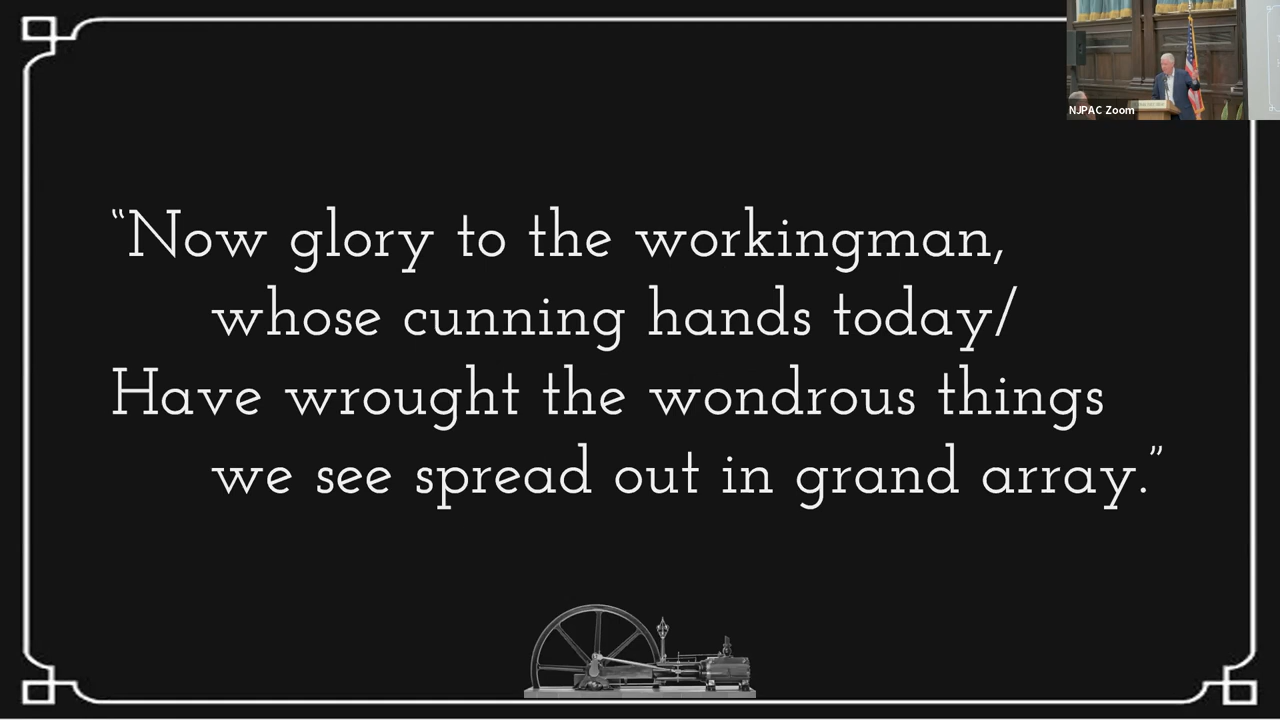 NJPAC Zoom
“Now glory to the workingman,
whose cunning hands today/
Have wrought the wondrous things
we see spread out in grand array.”